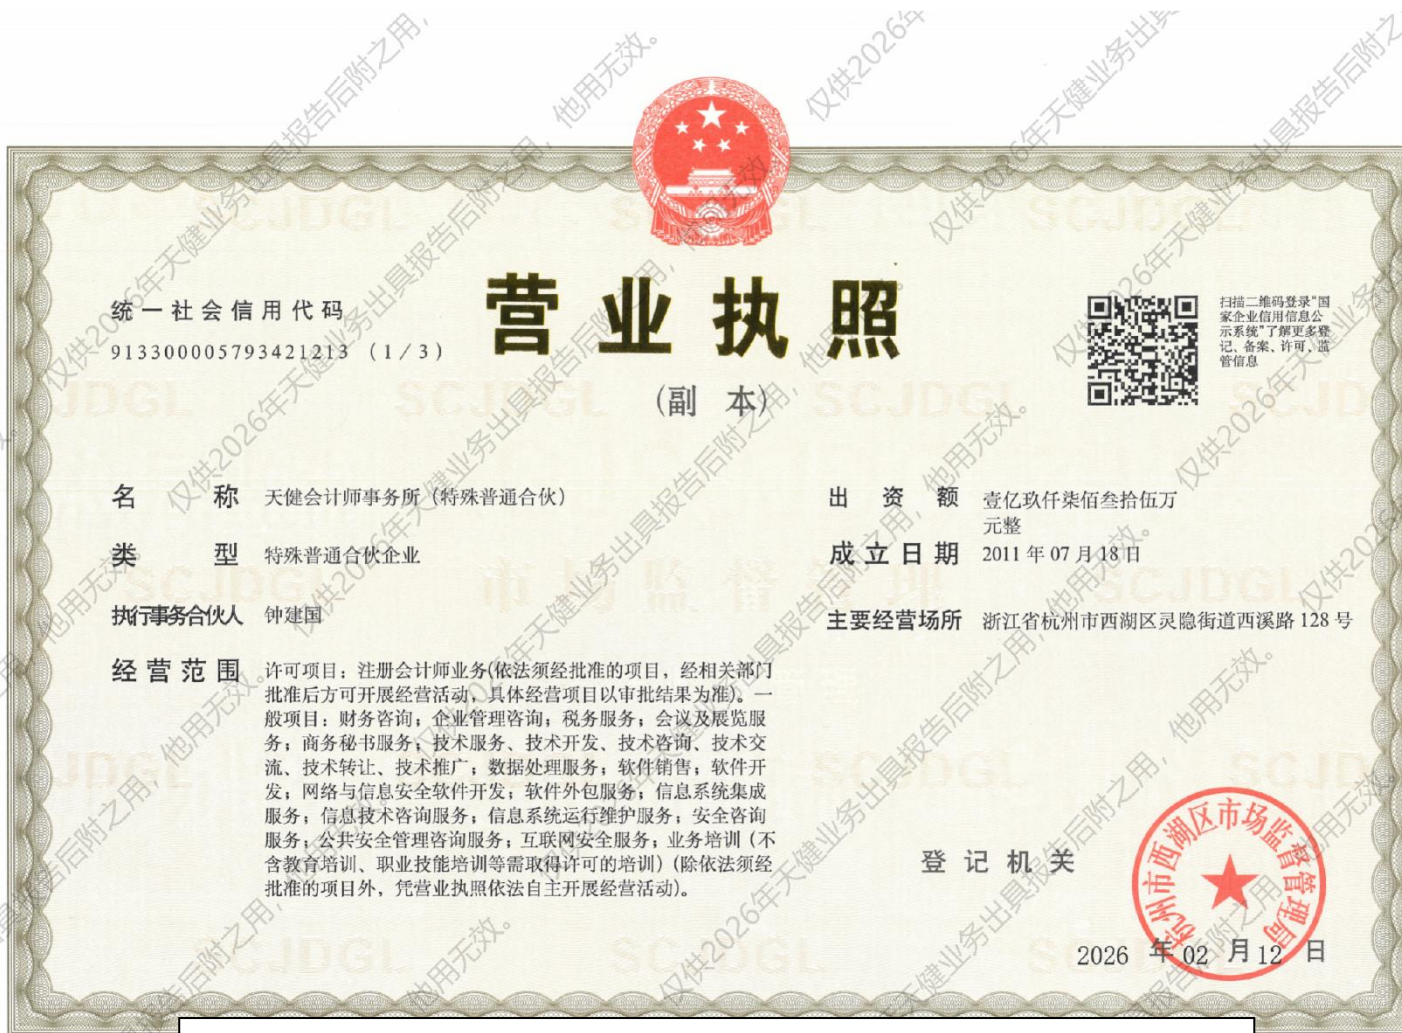 营业执照
(副 本)
统一社会信用代码
913300005793421213 (1/3)
扫描二维码登录“国
家企业信用信息公
示系统”了解更多登
记、备案、许可、监
管信息
名 称 天健会计师事务所（特殊普通合伙）
类 型 特殊普通合伙企业
执行事务合伙人 钟建国
经营范围 许可项目：注册会计师业务(依法须经批准的项目，经相关部门
批准后方可开展经营活动，具体经营项目以审批结果为准)。一
般项目：财务咨询；企业管理咨询；税务服务；会议及展览服
务；商务秘书服务；技术服务、技术开发、技术咨询、技术交
流、技术转让、技术推广；数据处理服务；软件销售；软件开
发；网络与信息安全软件开发；软件外包服务；信息系统集成
服务；信息技术咨询服务；信息系统运行维护服务；安全咨询
服务；公共安全管理咨询服务；互联网安全服务；业务培训（不
含教育培训、职业技能培训等需取得许可的培训）(除依法须经
批准的项目外，凭营业执照依法自主开展经营活动)。
出 资 额 壹亿玖仟柒佰叁拾伍万
元整
成立日期 2011 年 07 月 18 日
主要经营场所 浙江省杭州市西湖区灵隐街道西溪路 128 号
登记机关
杭州市西湖区市场监督管理局
2026 年 02 月 12 日
仅供2026年天健业务出具报告后附之用，他用无效。
SCJDGL
市场监督管理